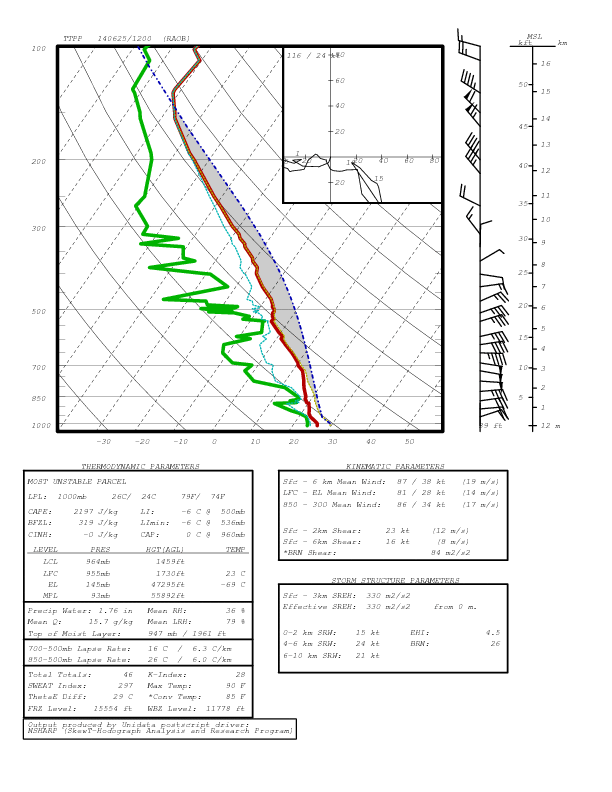 TTPP 140625/1200 (RAOB)
MSL
kft km
116 / 24 kt
100
200
300
400
500
600
700
850
1000
-30 -20 -10 0 10 20 30 40 50
80
60
40
20
20 40 60 80
20
1
15
16
50
15
45
14
13
40
12
11
35
10
30
9
8
25
7
20
6
5
15
4
10
3
2
5
1
12 m
39 ft
THERMODYNAMIC PARAMETERS
MOST UNSTABLE PARCEL
LPL: 1000mb 26C/ 24C 79F/ 74F
CAPE: 2197 J/kg LI: -6 C @ 500mb
BFZL: 319 J/kg LImin: -6 C @ 536mb
CINH: -0 J/kg CAP: 0 C @ 960mb
LEVEL PRES HGT(AGL) TEMP
LCL 964mb 1459ft
LFC 955mb 1730ft 23 C
EL 145mb 47295ft -69 C
MPL 93mb 55892ft
Precip Water: 1.76 in Mean RH: 36 %
Mean Q: 15.7 g/kg Mean LRH: 79 %
Top of Moist Layer: 947 mb / 1961 ft
700-500mb Lapse Rate: 16 C / 6.3 C/km
850-500mb Lapse Rate: 26 C / 6.0 C/km
Total Totals: 46 K-Index: 28
SWEAT Index: 297 Max Temp: 90 F
ThetaE Diff: 29 C *Conv Temp: 85 F
FRZ Level: 15554 ft WBZ Level: 11778 ft
Output produced by Unidata postscript driver:
NSHARP (SkewT-Hodograph Analysis and Research Program)
KINEMATIC PARAMETERS
Sfc - 6 km Mean Wind: 87 / 38 kt (19 m/s)
LFC - EL Mean Wind: 81 / 28 kt (14 m/s)
850 - 300 Mean Wind: 86 / 34 kt (17 m/s)
Sfc - 2km Shear: 23 kt (12 m/s)
Sfc - 6km Shear: 16 kt (8 m/s)
*BRN Shear: 84 m2/s2
STORM STRUCTURE PARAMETERS
Sfc - 3km SREH: 330 m2/s2
Effective SREH: 330 m2/s2 from 0 m.
0-2 km SRW: 15 kt EHI: 4.5
4-6 km SRW: 24 kt BRN: 26
6-10 km SRW: 21 kt